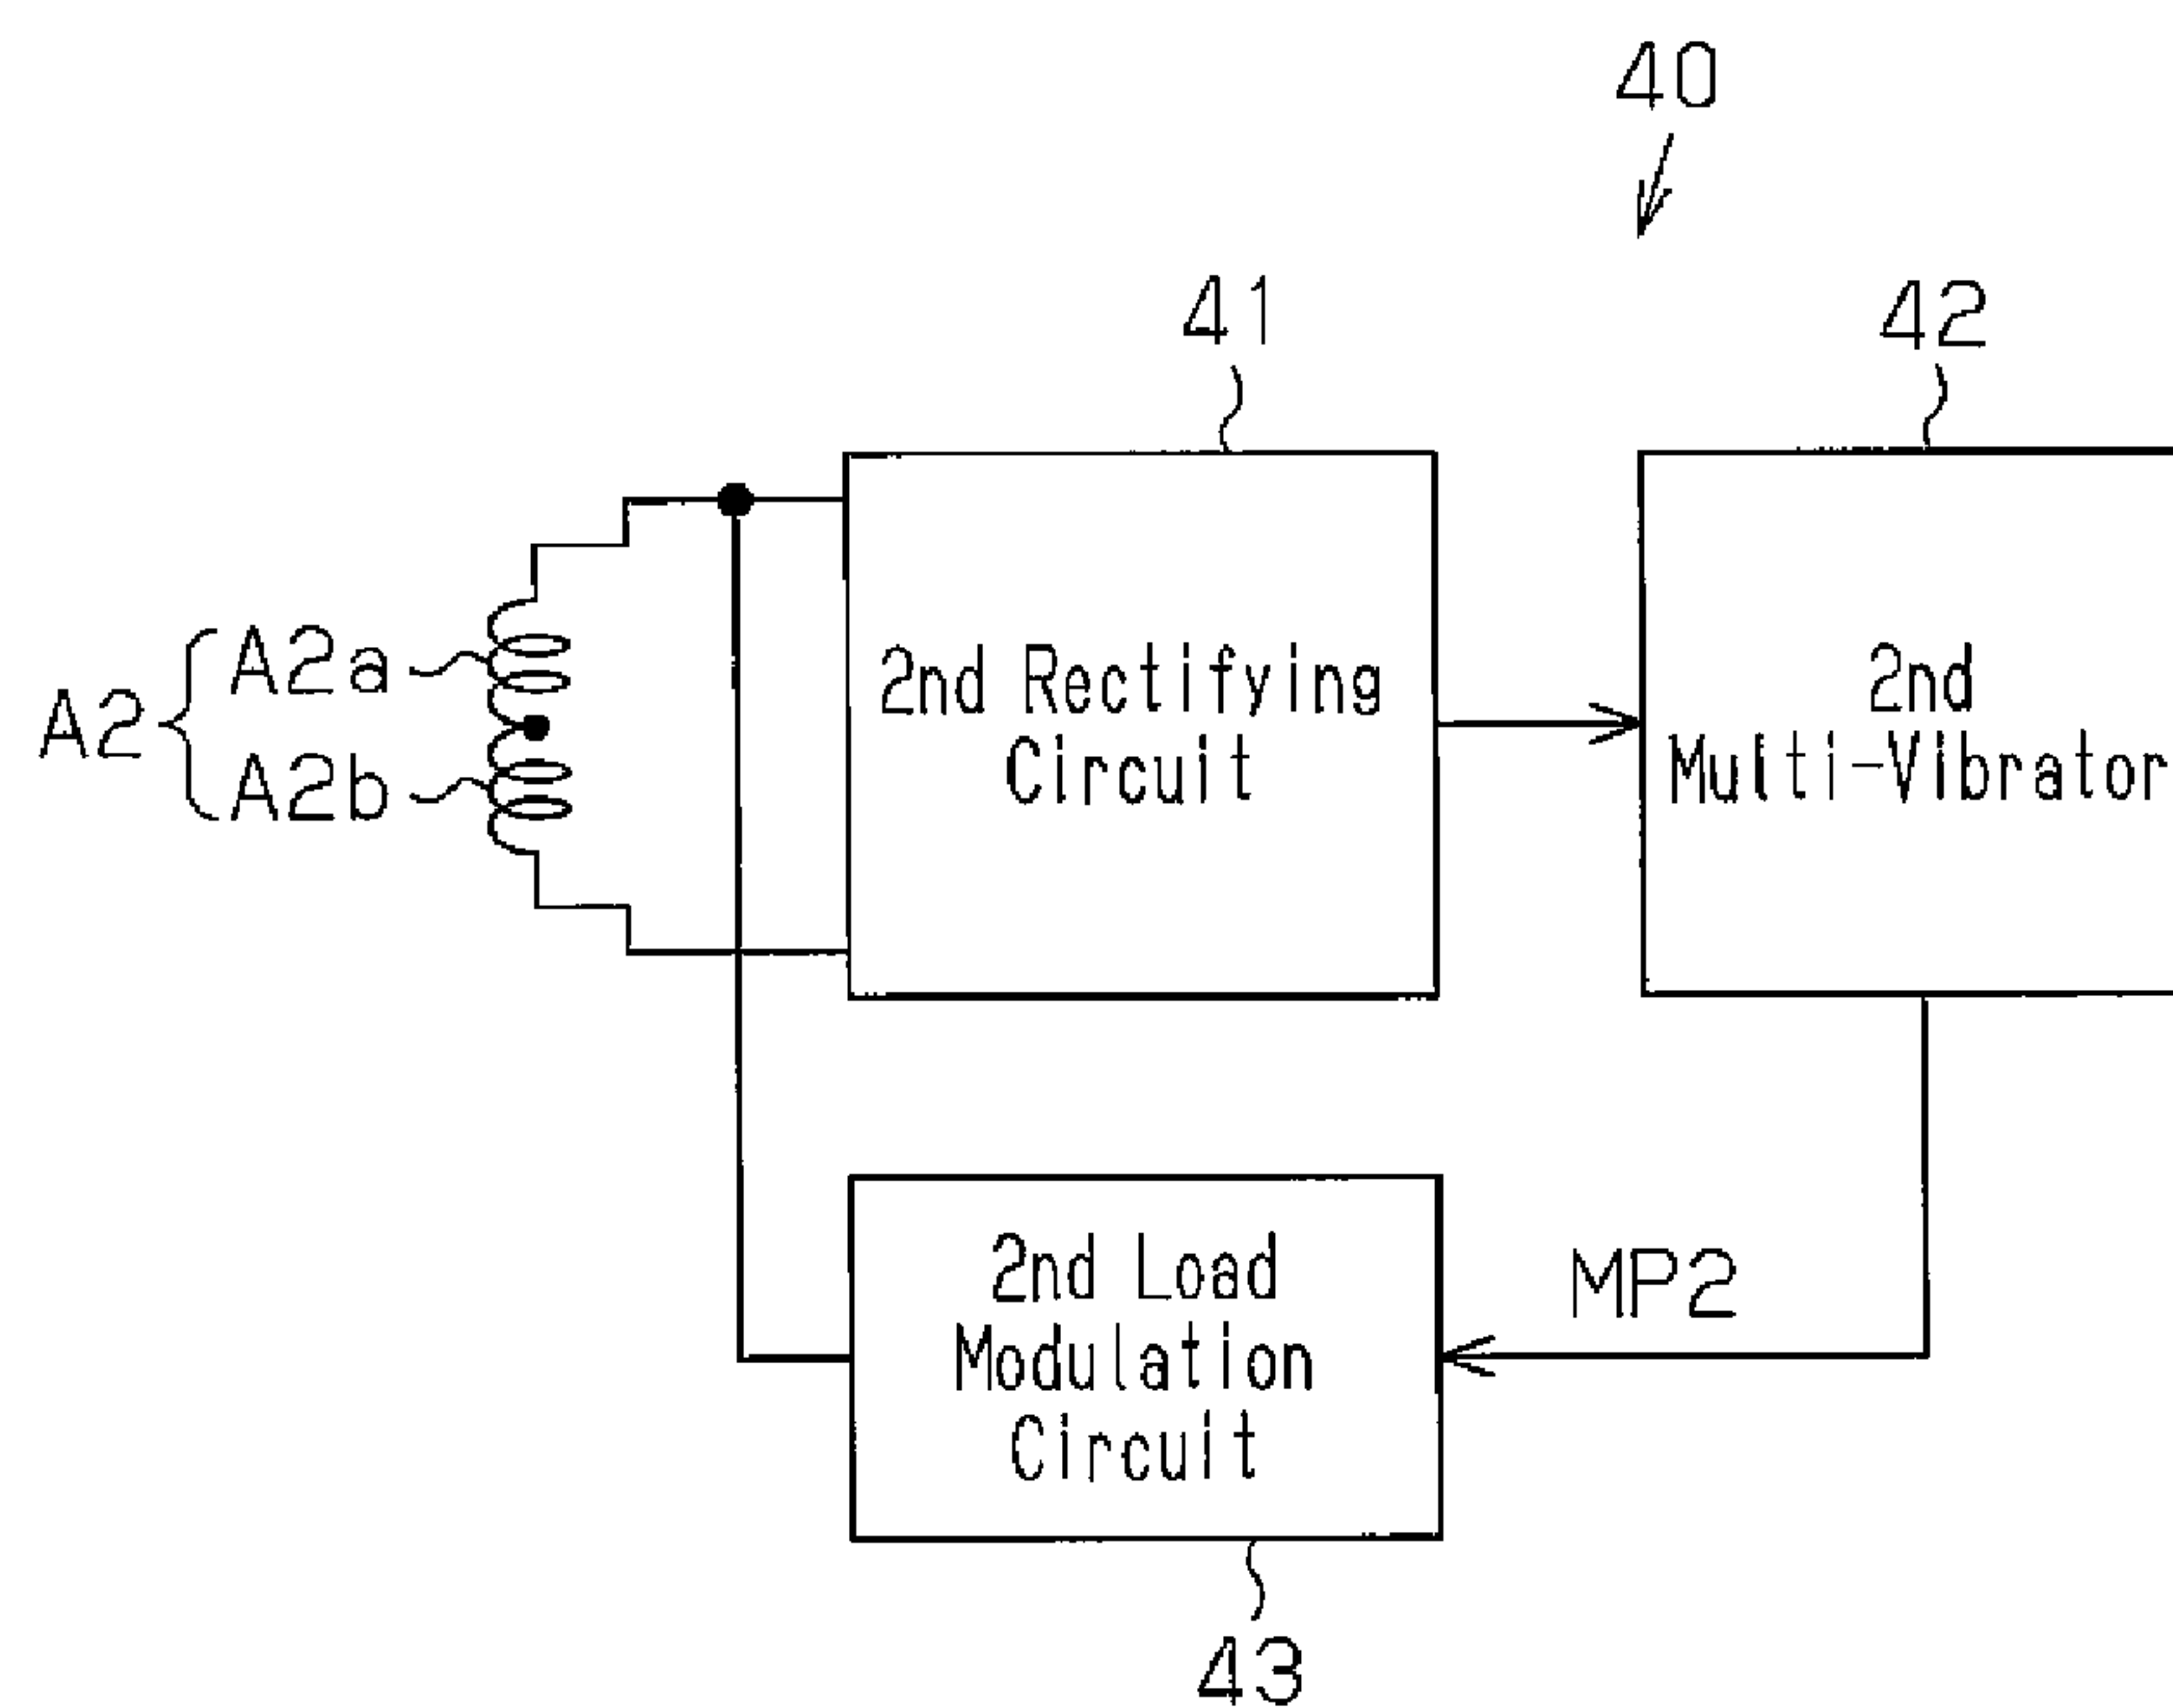 40
41
42
A2
A2a
A2b
2nd Rectifying
Circuit
2nd
Multi-Vibrator
2nd Load
Modulation
Circuit
MP2
43